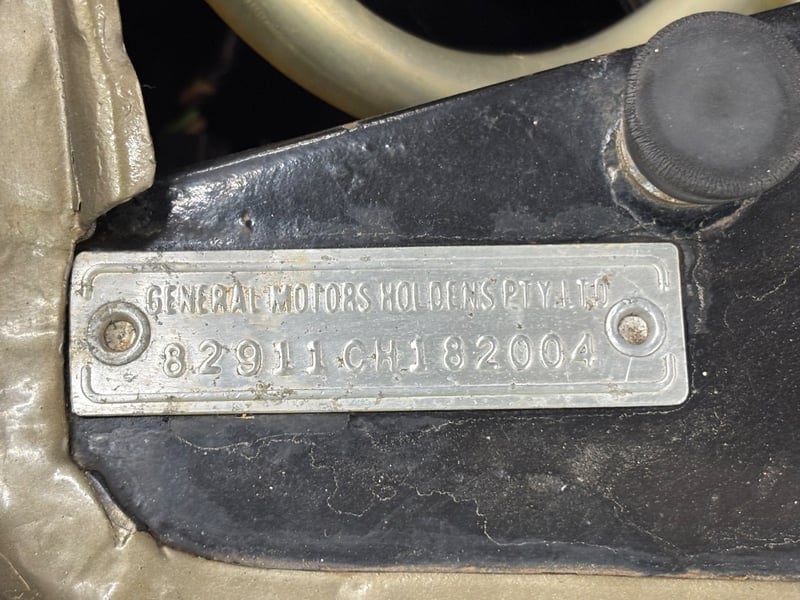 GENERAL MOTORS HOLDENS PTY. LTD
82911CH182004